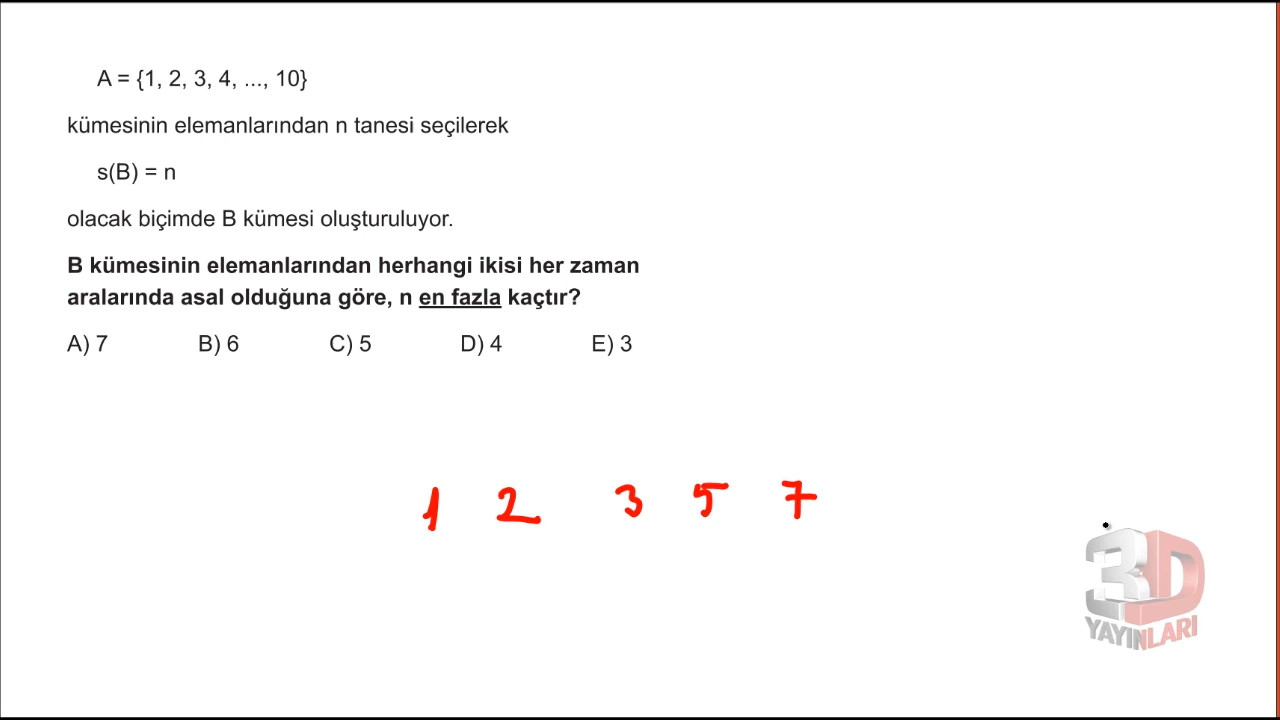 A = {1, 2, 3, 4, ..., 10}
kümesinin elemanlarından n tanesi seçilerek
s(B) = n
olacak biçimde B kümesi oluşturuluyor.
B kümesinin elemanlarından herhangi ikisi her zaman
aralarında asal olduğuna göre, n en fazla kaçtır?
A) 7 B) 6 C) 5 D) 4 E) 3
1 2 3 5 7
3D
YAYINLARI